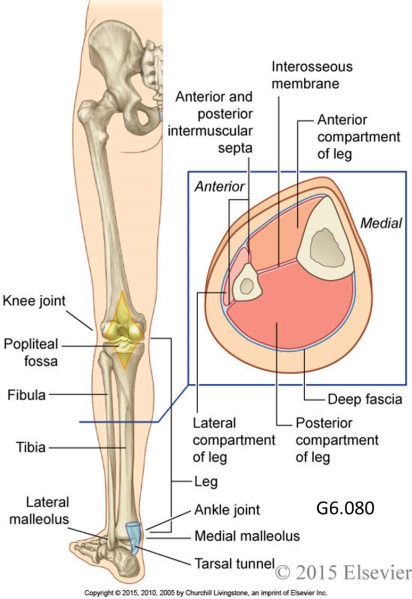 Interosseous
membrane
Anterior and
posterior
intermuscular
septa
Anterior
compartment
of leg
Anterior
Medial
Knee joint
Popliteal
fossa
Fibula
Deep fascia
Lateral
compartment
of leg
Posterior
compartment
of leg
Tibia
Leg
Lateral
malleolus
Ankle joint
G6.080
Medial malleolus
Tarsal tunnel
© 2015 Elsevier
Copyright © 2015, 2010, 2005 by Churchill Livingstone, an imprint of Elsevier Inc.